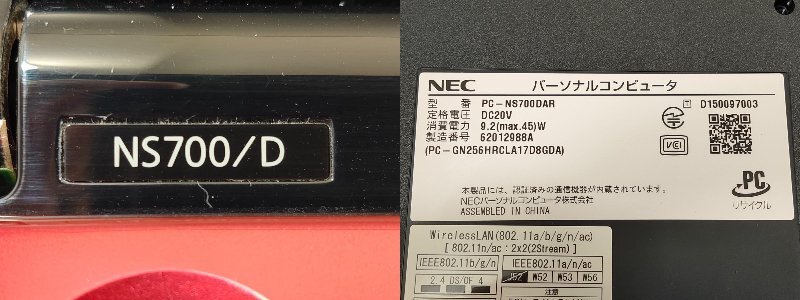 NS700/D
NEC パーソナルコンピュータ
型 番 PC-NS700DAR
定格電圧 DC20V
消費電力 9.2(max.45)W
製造番号 62012988A
(PC-GN256HRCLA17D8GDA)
D150097003
VCI
本製品には、認証済みの通信機器が内蔵されている
NECパーソナルコンピュータ株式会社
ASSEMBLED IN CHINA
PC
リサイクル
WirelessLAN(802.11a/b/g/n/ac)
[ 802.11n/ac : 2x2(2Stream) ]
IEEE802.11b/g/n IEEE802.11a/n/ac
2.4 DS/OF 4 J52 W52 W53 W56
注意